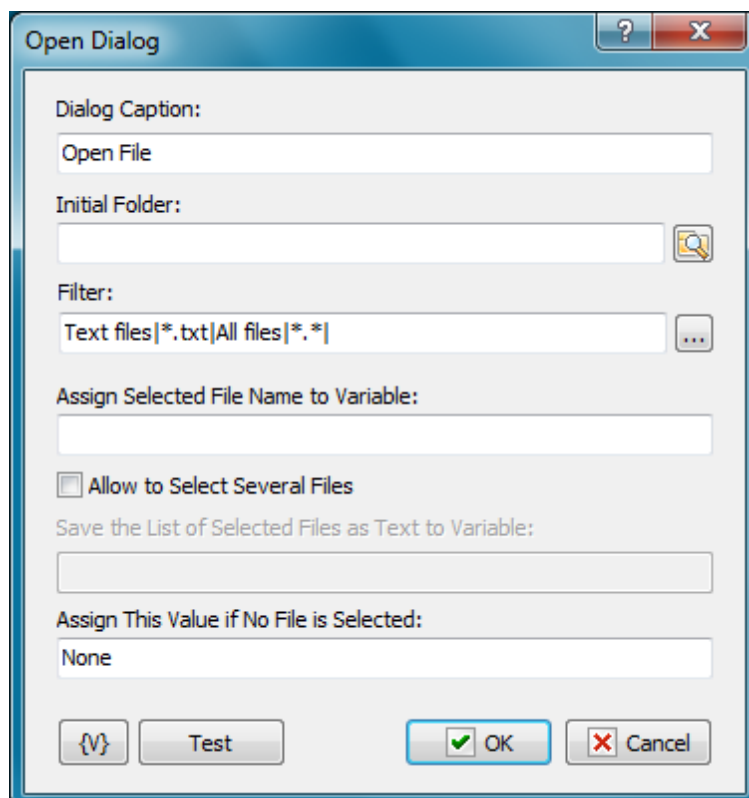 Open Dialog
?
Dialog Caption:
Open File
Initial Folder:
Filter:
Text files|*.txt|All files|*.*|
...
Assign Selected File Name to Variable:
Allow to Select Several Files
Save the List of Selected Files as Text to Variable:
Assign This Value if No File is Selected:
None
{V} Test OK Cancel